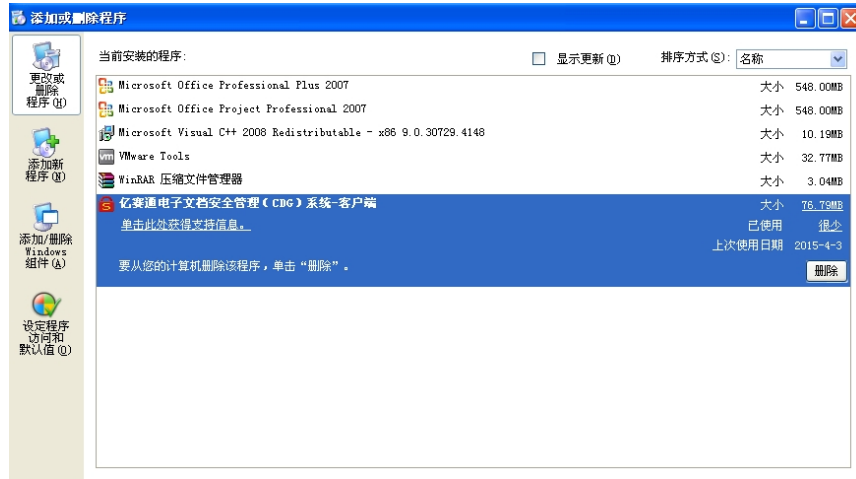 添加或删除程序
更改或
删除
程序(H)
添加新
程序(N)
添加/删除
Windows
组件(A)
设定程序
访问和
默认值(O)
当前安装的程序:
显示更新(D)
排序方式(S): 名称
Microsoft Office Professional Plus 2007 大小 548.00MB
Microsoft Office Project Professional 2007 大小 548.00MB
Microsoft Visual C++ 2008 Redistributable - x86 9.0.30729.4148 大小 10.19MB
VMware Tools 大小 32.77MB
WinRAR 压缩文件管理器 大小 3.04MB
亿赛通电子文档安全管理(CDG)系统-客户端 大小 76.79MB
单击此处获得支持信息。 已使用 很少
上次使用日期 2015-4-3
要从您的计算机删除该程序,单击“删除”。 删除